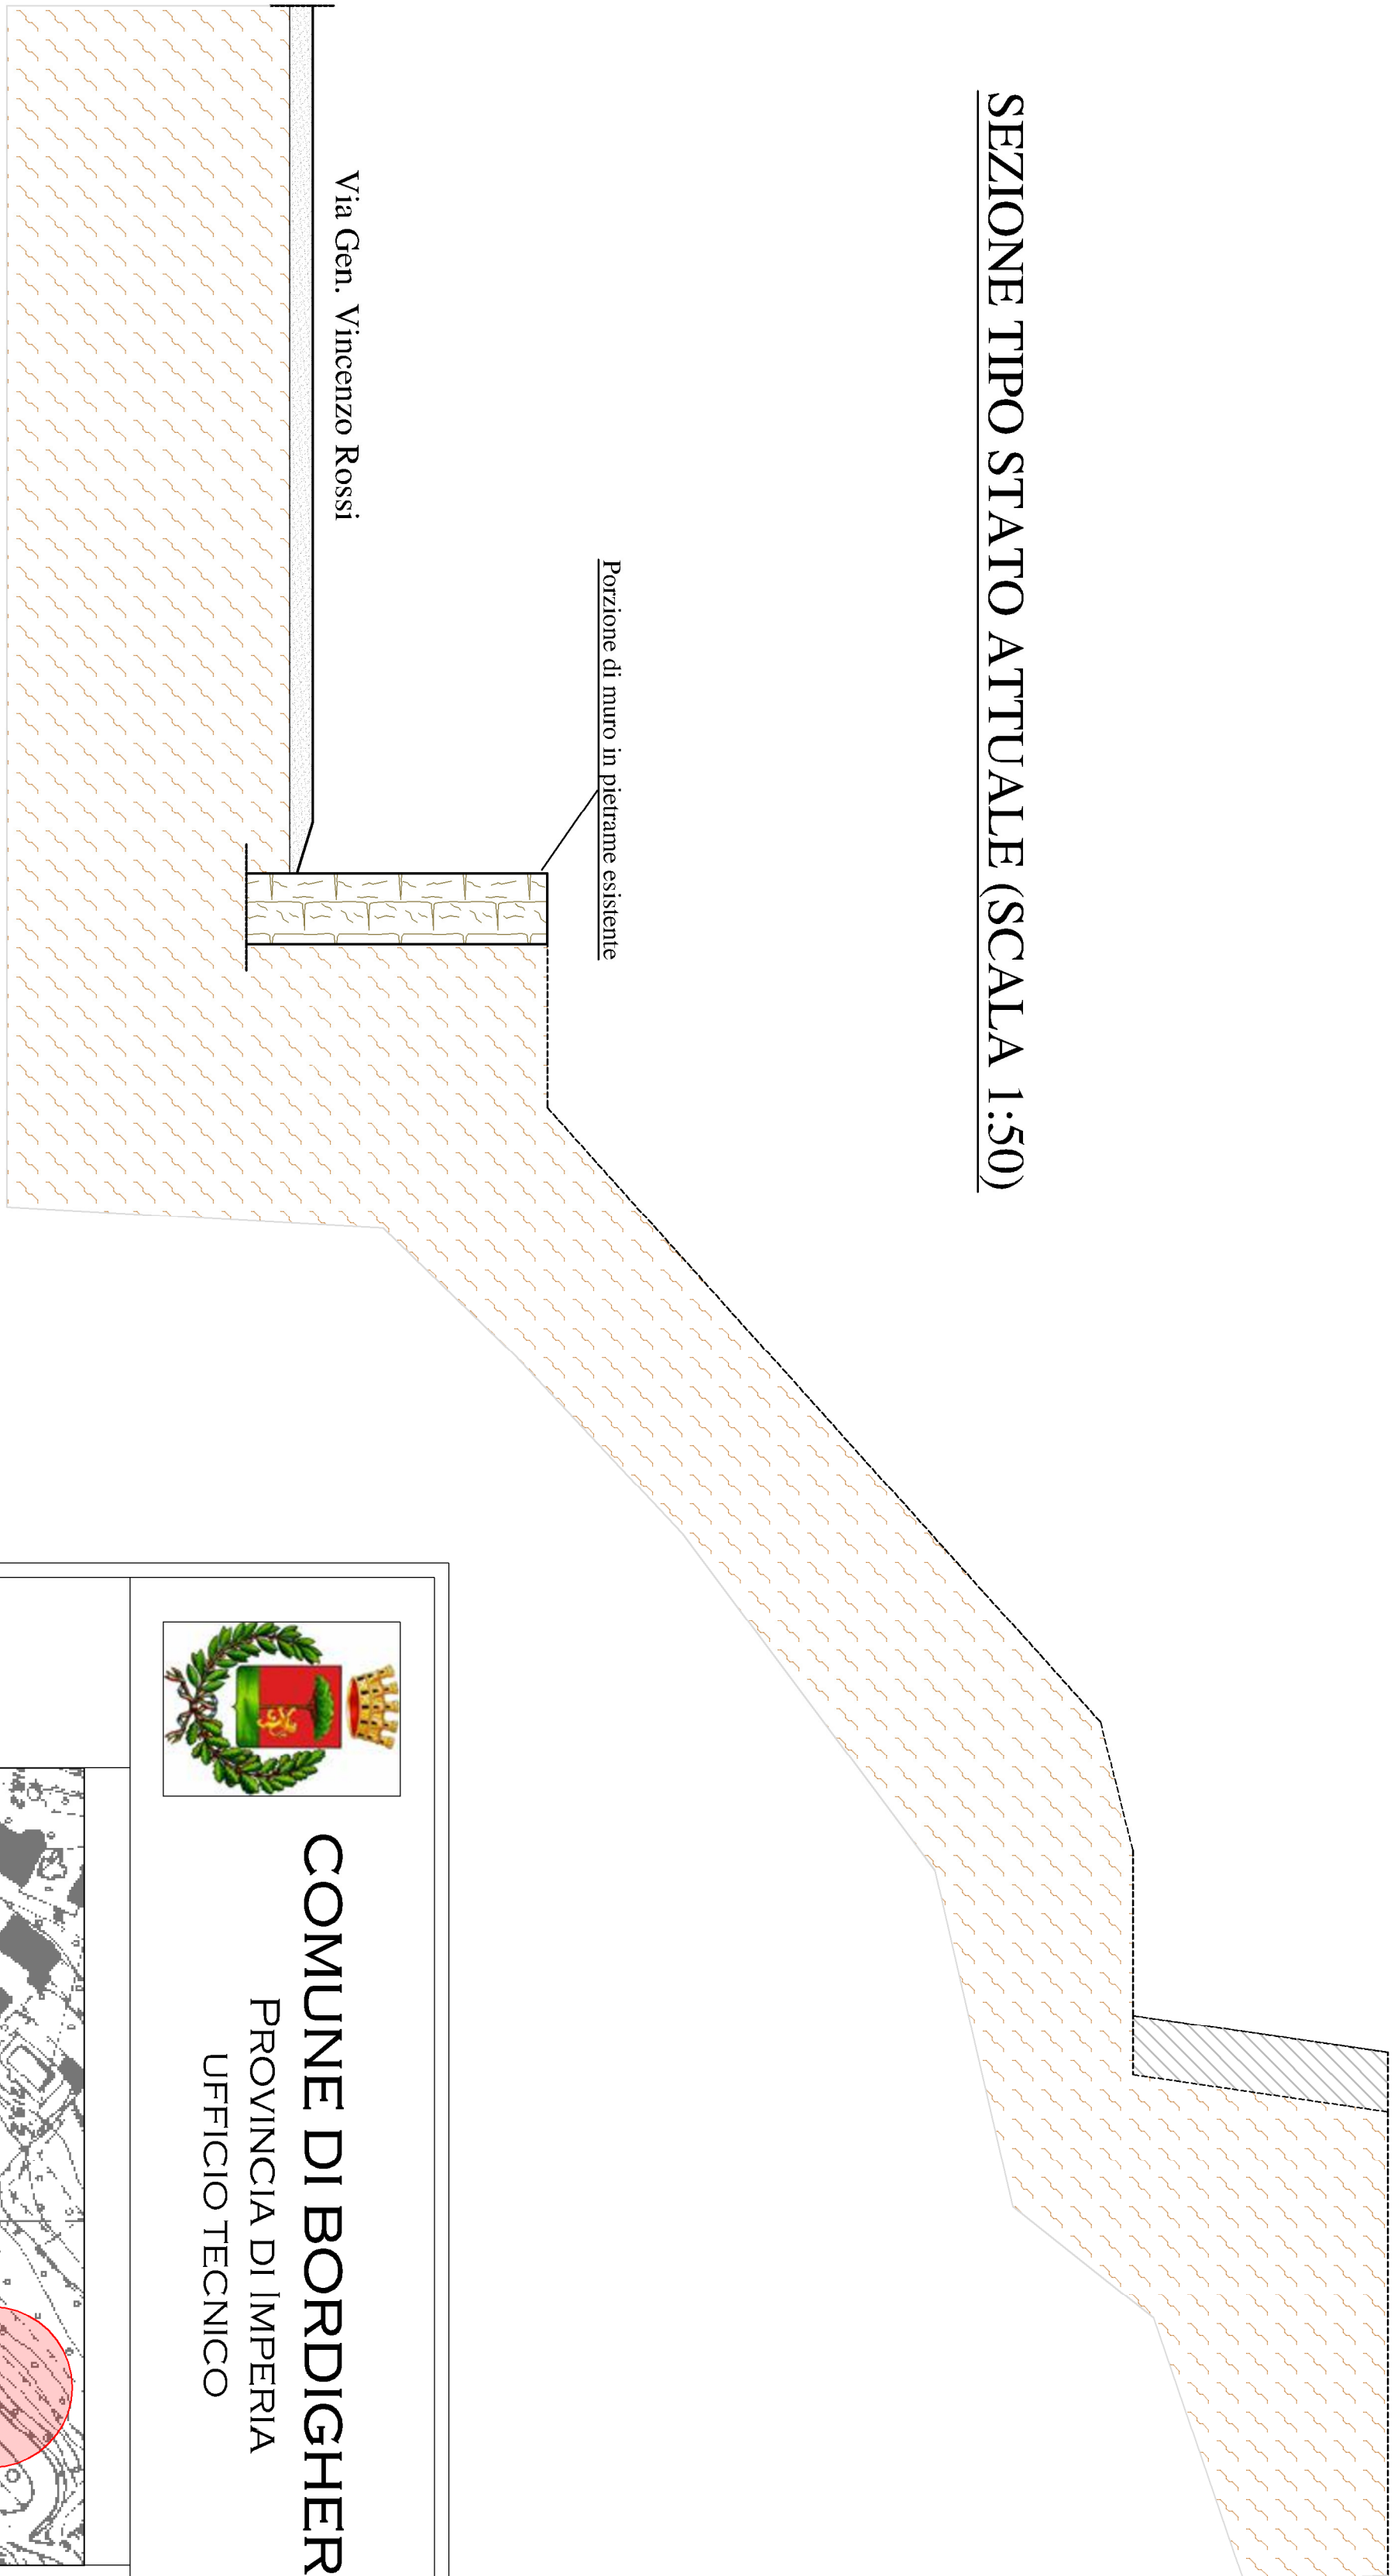 SEZIONE TIPO STATO ATTUALE (SCALA 1:50)
Porzione di muro in pietrame esistente
Via Gen. Vincenzo Rossi
COMUNE DI BORDIGHER
PROVINCIA DI IMPERIA
UFFICIO TECNICO